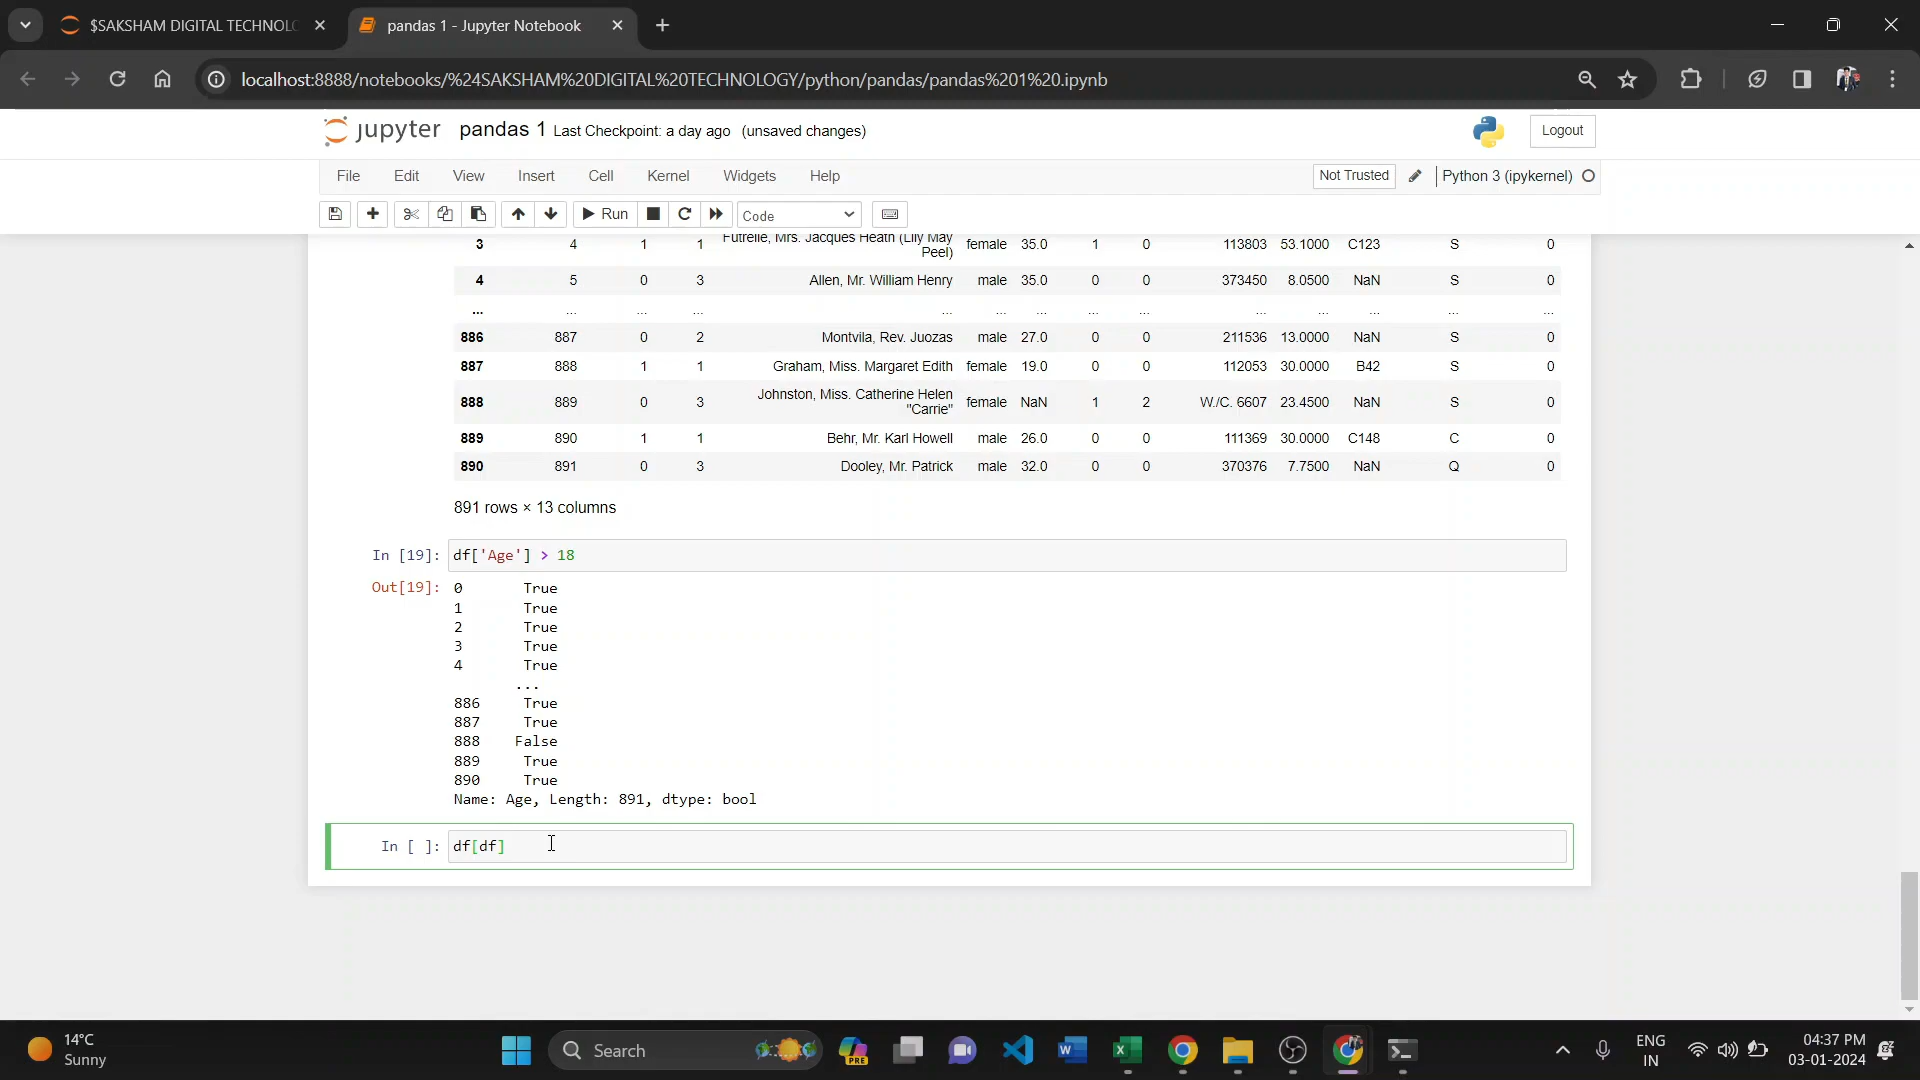 $SAKSHAM DIGITAL TECHNOLO
pandas 1 - Jupyter Notebook
localhost:8888/notebooks/%24SAKSHAM%20DIGITAL%20TECHNOLOGY/python/pandas/pandas%201%20.ipynb
jupyter pandas 1 Last Checkpoint: a day ago (unsaved changes) Logout
File Edit View Insert Cell Kernel Widgets Help Not Trusted Python 3 (ipykernel)
Run Code
3 4 1 1 Futrelle, Mrs. Jacques Heath (Lily May Peel) female 35.0 1 0 113803 53.1000 C123 S 0
4 5 0 3 Allen, Mr. William Henry male 35.0 0 0 373450 8.0500 NaN S 0
... ... ... ... ... ... ... ... ... ... ... ... ... ...
886 887 0 2 Montvila, Rev. Juozas male 27.0 0 0 211536 13.0000 NaN S 0
887 888 1 1 Graham, Miss. Margaret Edith female 19.0 0 0 112053 30.0000 B42 S 0
888 889 0 3 Johnston, Miss. Catherine Helen "Carrie" female NaN 1 2 W./C. 6607 23.4500 NaN S 0
889 890 1 1 Behr, Mr. Karl Howell male 26.0 0 0 111369 30.0000 C148 C 0
890 891 0 3 Dooley, Mr. Patrick male 32.0 0 0 370376 7.7500 NaN Q 0
891 rows × 13 columns
In [19]: df['Age'] > 18
Out[19]: 0 True
1 True
2 True
3 True
4 True
...
886 True
887 True
888 False
889 True
890 True
Name: Age, Length: 891, dtype: bool
In [ ]: df[df]
14°C
Sunny
Search
PRE
ENG
IN
04:37 PM
03-01-2024